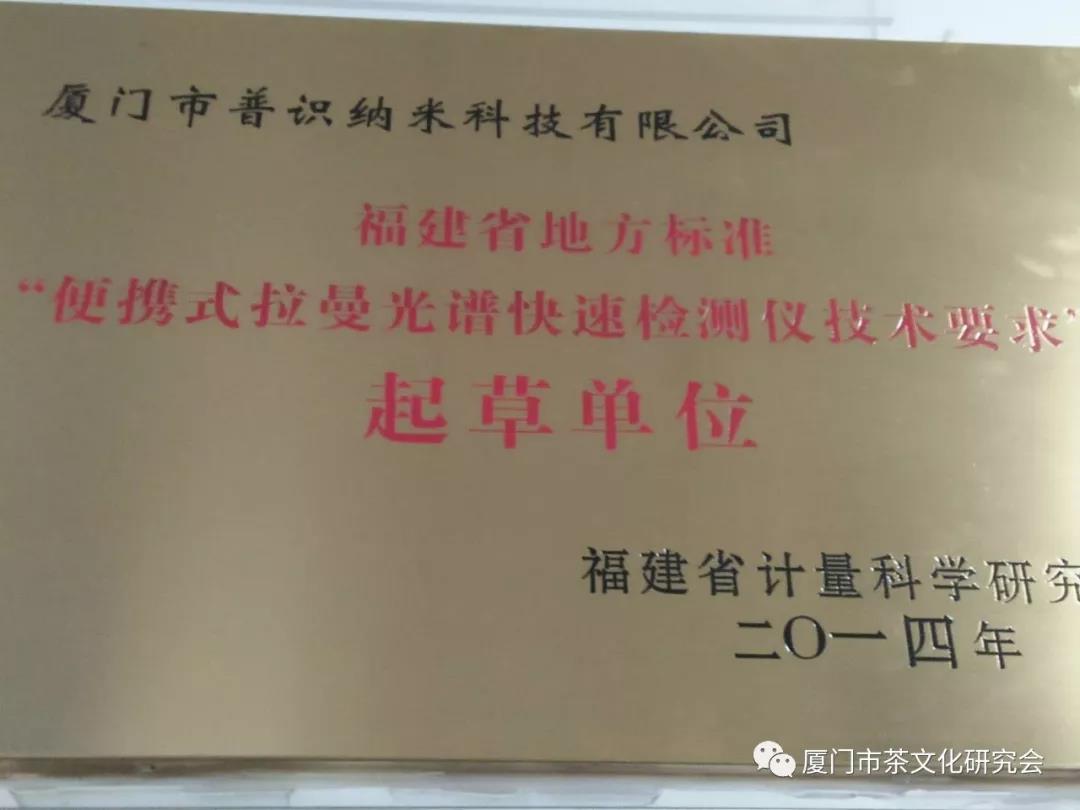 厦门市普识纳米科技有限公司
福建省地方标准
“便携式拉曼光谱快速检测仪技术要求”
起草单位
福建省计量科学研究
二〇一四年
厦门市茶文化研究会